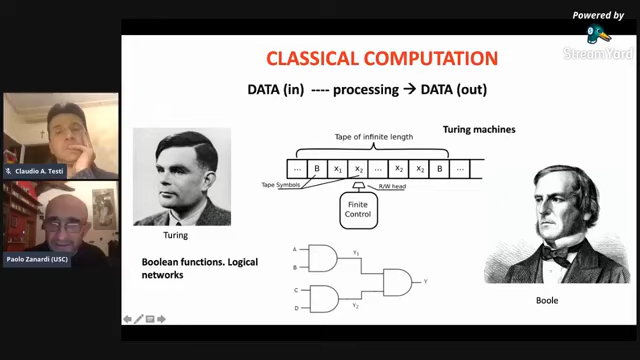 Powered by
StreamYard
CLASSICAL COMPUTATION
DATA (in) ---- processing → DATA (out)
Turing machines
Tape of infinite length
... B x₁ x₂ ... x₂ x₂ B ...
Tape Symbols
R/W head
Finite
Control
Claudio A. Testi
Paolo Zanardi (USC)
Turing
Boolean functions. Logical
networks
A
B
Y₁
C
D
Y₂
Y
Boole